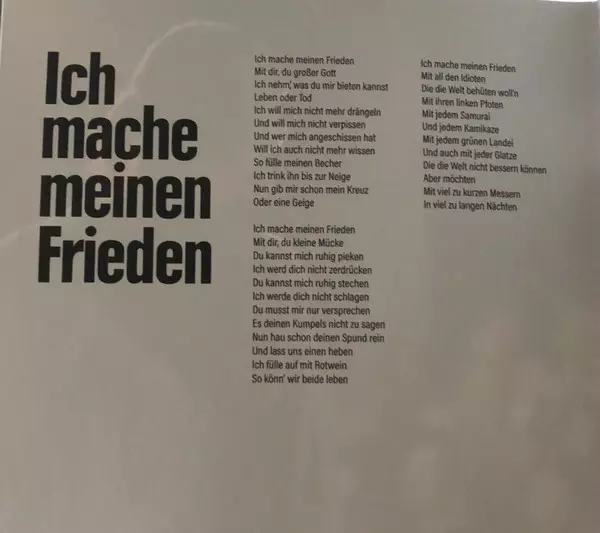 Ich
mache
meinen
Frieden
Ich mache meinen Frieden
Mit dir, du großer Gott
Ich nehm', was du mir bieten kannst
Leben oder Tod
Ich will mich nicht mehr drängeln
Und will mich nicht verpissen
Und wer mich angeschissen hat
Will ich auch nicht mehr wissen
So fülle meinen Becher
Ich trink ihn bis zur Neige
Nun gib mir schon mein Kreuz
Oder eine Geige
Ich mache meinen Frieden
Mit dir, du kleine Mücke
Du kannst mich ruhig pieken
Ich werd dich nicht zerdrücken
Du kannst mich ruhig stechen
Ich werde dich nicht schlagen
Du musst mir nur versprechen
Es deinen Kumpels nicht zu sagen
Nun hau schon deinen Spund rein
Und lass uns einen heben
Ich fülle auf mit Rotwein
So könn' wir beide leben
Ich mache meinen Frieden
Mit all den Idioten
Die die Welt behüten woll'n
Mit ihren linken Pfoten
Mit jedem Samurai
Und jedem Kamikaze
Mit jedem grünen Landei
Und auch mit jeder Glatze
Die die Welt nicht bessern können
Aber möchten
Mit viel zu kurzen Messern
In viel zu langen Nächten